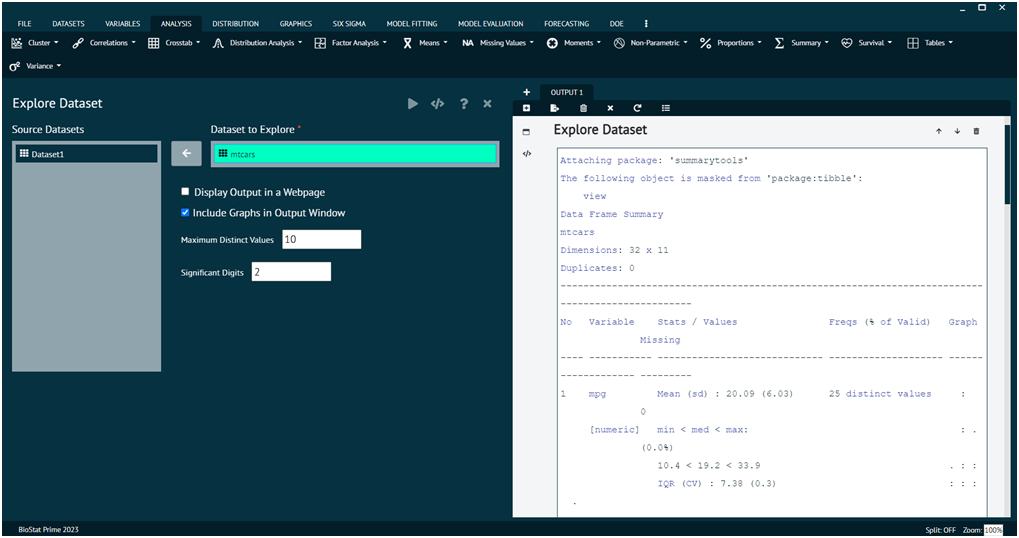 FILE DATASETS VARIABLES ANALYSIS DISTRIBUTION GRAPHICS SIX SIGMA MODEL FITTING MODEL EVALUATION FORECASTING DOE
Cluster Correlations Crosstab Distribution Analysis Factor Analysis Means NA Missing Values Moments Non-Parametric Proportions Summary Survival Tables
σ² Variance
Explore Dataset
Source Datasets
Dataset1
Dataset to Explore *
mtcars
Display Output in a Webpage
Include Graphs in Output Window
Maximum Distinct Values 10
Significant Digits 2
OUTPUT 1
Explore Dataset
Attaching package: 'summarytools'
The following object is masked from 'package:tibble':
view
Data Frame Summary
mtcars
Dimensions: 32 x 11
Duplicates: 0
--------------------------------------------------------------------------------
----------------------
No Variable Stats / Values Freqs (% of Valid) Graph
Missing
---- ----------- ---------------------------- ------------------- ------
------------- ---------
1 mpg Mean (sd) : 20.09 (6.03) 25 distinct values :
0
[numeric] min < med < max: : .
(0.0%)
10.4 < 19.2 < 33.9 . : :
IQR (CV) : 7.38 (0.3) : : :
.
BioStat Prime 2023
Split: OFF Zoom: 100%